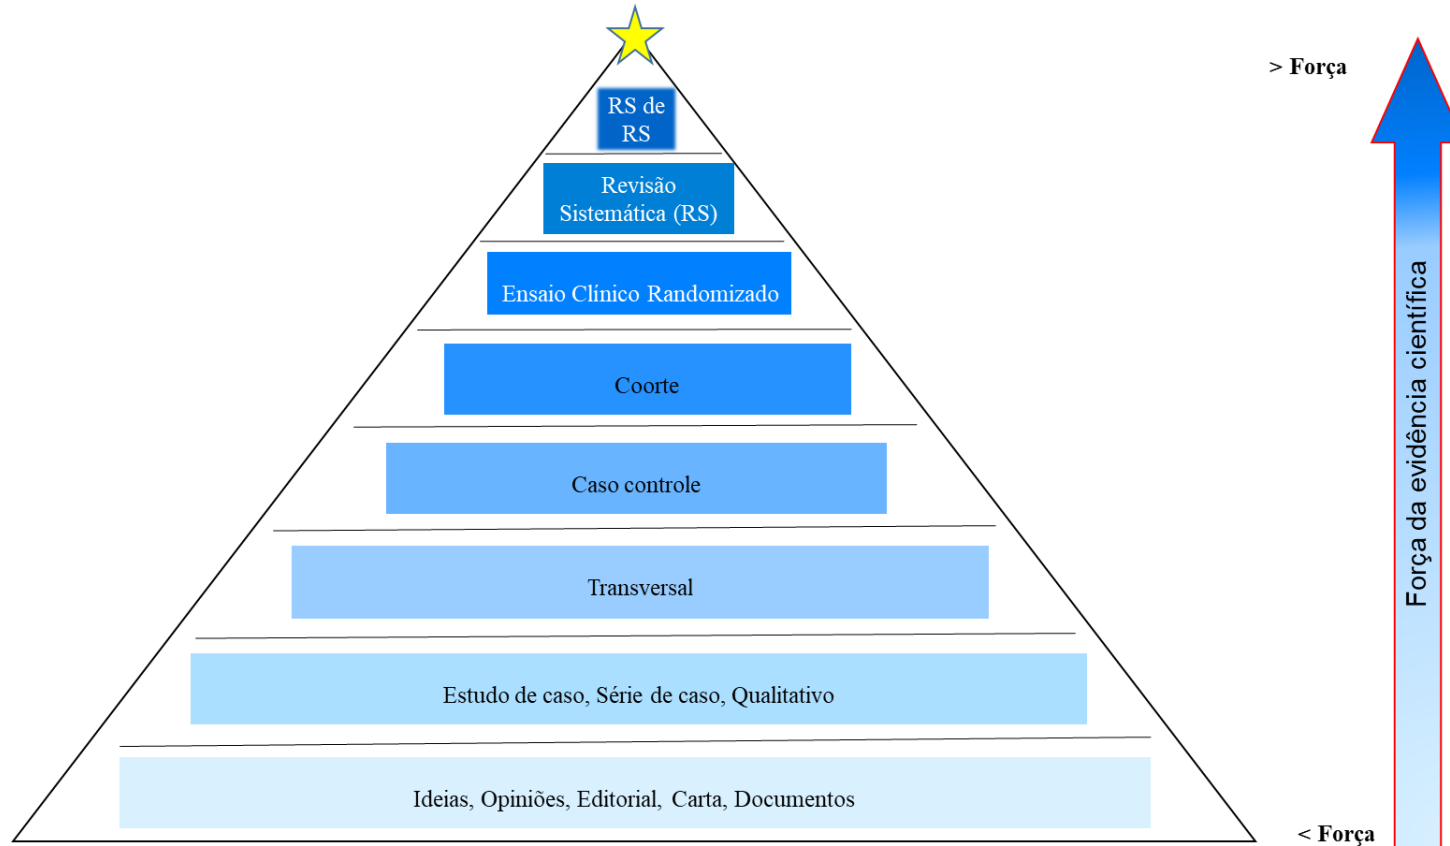 > Força
RS de
RS
Revisão
Sistemática (RS)
Ensaio Clínico Randomizado
Coorte
Caso controle
Transversal
Estudo de caso, Série de caso, Qualitativo
Ideias, Opiniões, Editorial, Carta, Documentos
< Força
Força da evidência científica